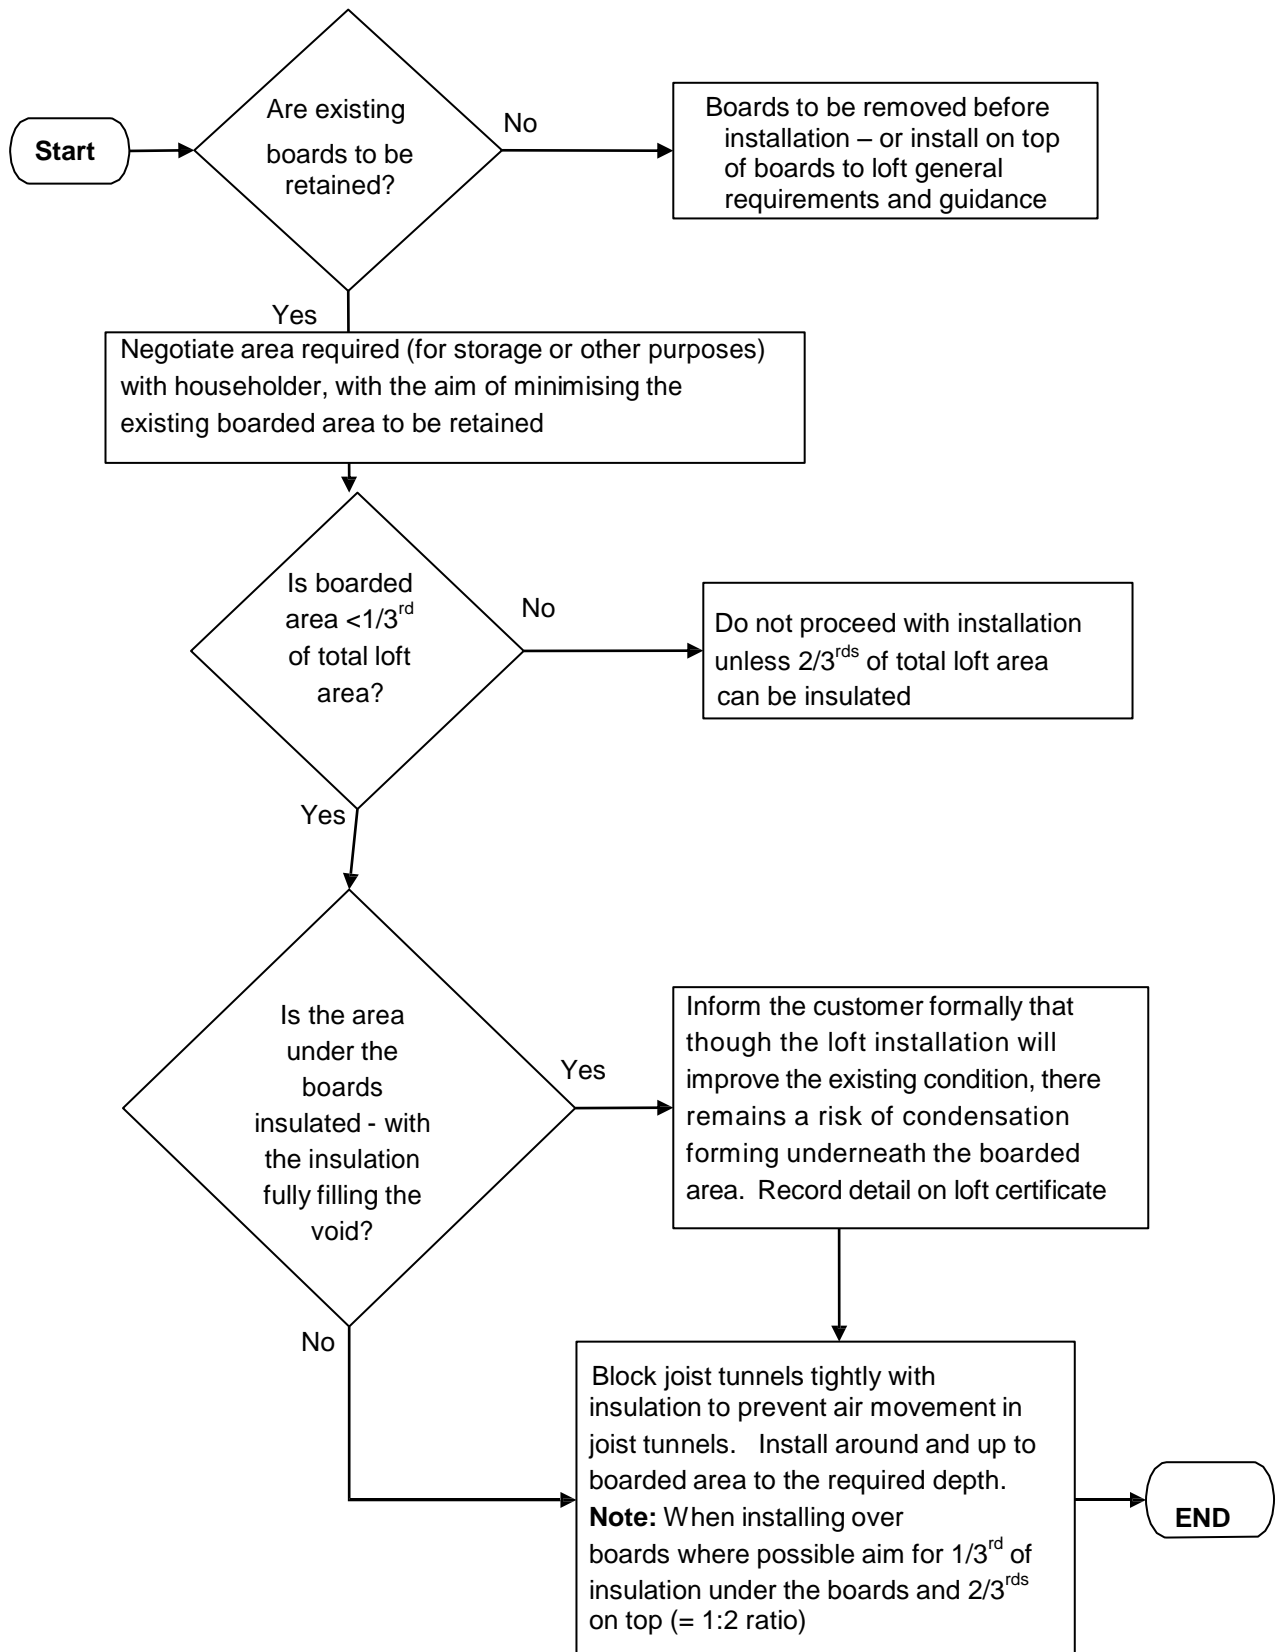 Are existing
boards to be
retained?
Start
No
Boards to be removed before
installation – or install on top
of boards to loft general
requirements and guidance
Yes
Negotiate area required (for storage or other purposes)
with householder, with the aim of minimising the
existing boarded area to be retained
Is boarded
area <1/3rd
of total loft
area?
No
Do not proceed with installation
unless 2/3rds of total loft area
can be insulated
Yes
Is the area
under the
boards
insulated - with
the insulation
fully filling the
void?
Yes
Inform the customer formally that
though the loft installation will
improve the existing condition, there
remains a risk of condensation
forming underneath the boarded
area. Record detail on loft certificate
No
Block joist tunnels tightly with
insulation to prevent air movement in
joist tunnels. Install around and up to
boarded area to the required depth.
Note: When installing over
boards where possible aim for 1/3rd of
insulation under the boards and 2/3rds
on top (= 1:2 ratio)
END